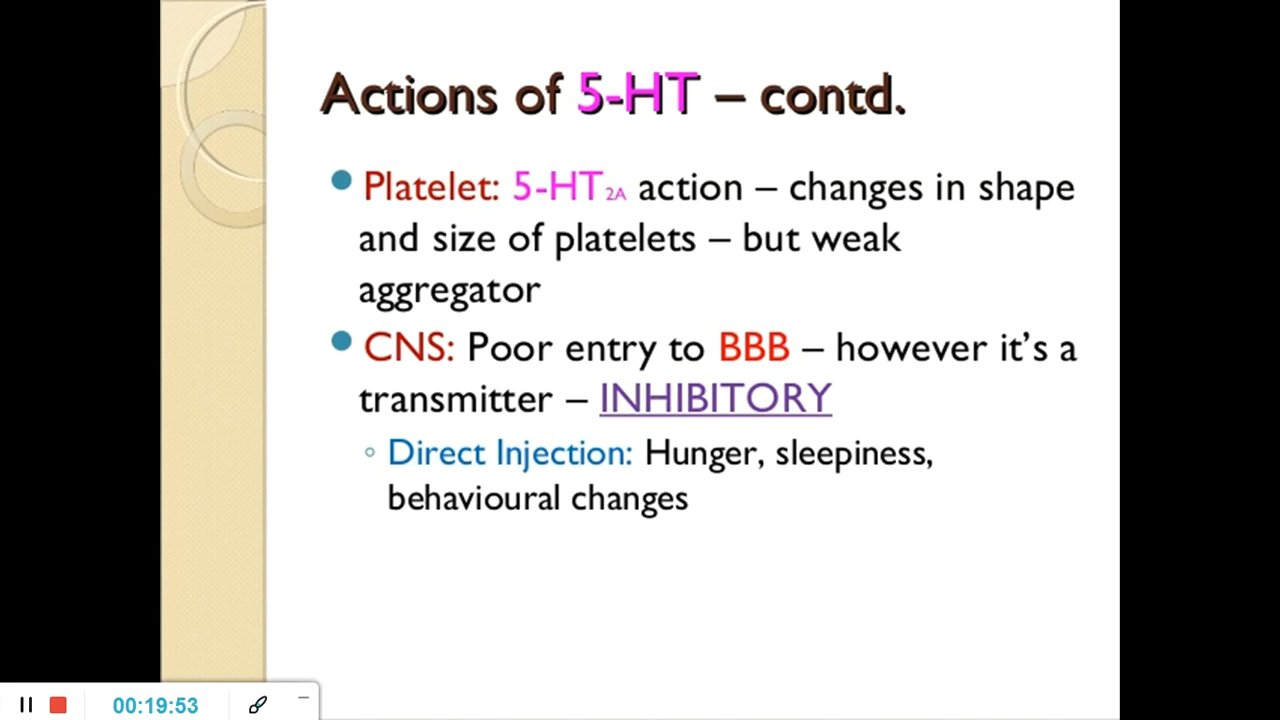 Actions of 5-HT – contd.
Platelet: 5-HT2A action – changes in shape
and size of platelets – but weak
aggregator
CNS: Poor entry to BBB – however it’s a
transmitter – INHIBITORY
Direct Injection: Hunger, sleepiness,
behavioural changes
00:19:53